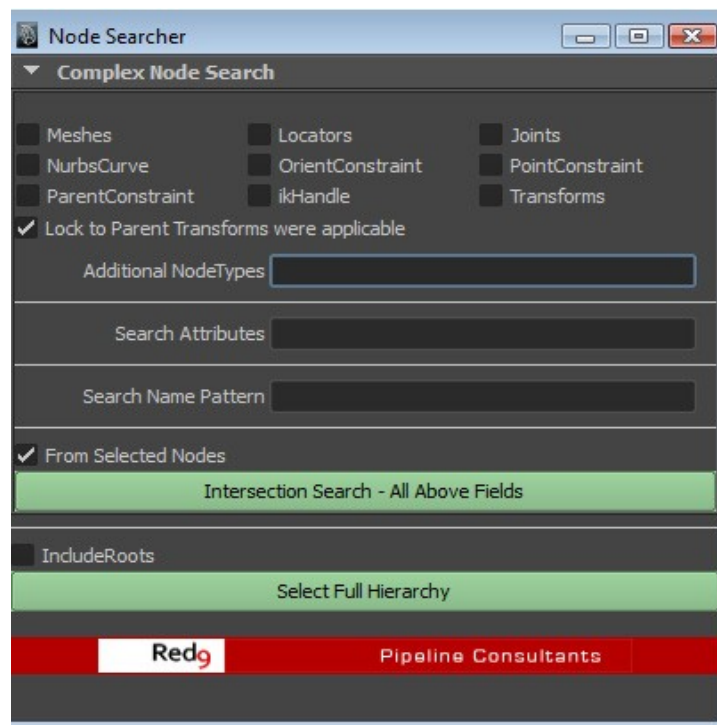 Node Searcher
Complex Node Search
Meshes Locators Joints
NurbsCurve OrientConstraint PointConstraint
ParentConstraint ikHandle Transforms
Lock to Parent Transforms were applicable
Additional NodeTypes
Search Attributes
Search Name Pattern
From Selected Nodes
Intersection Search - All Above Fields
IncludeRoots
Select Full Hierarchy
Red9 Pipeline Consultants